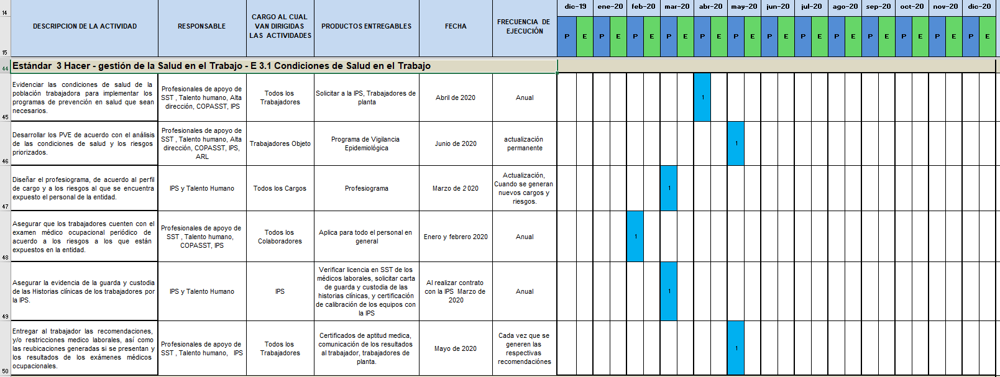 14
15
DESCRIPCION DE LA ACTIVIDAD
RESPONSABLE
CARGO AL CUAL
VAN DIRIGIDAS
LAS ACTIVIDADES
PRODUCTOS ENTREGABLES
FECHA
FRECUENCIA DE
EJECUCIÓN
dic-19 ene-20 feb-20 mar-20 abr-20 may-20 jun-20 jul-20 ago-20 sep-20 oct-20 nov-20 dic-20
P E P E P E P E P E P E P E P E P E P E P E P E P E
44
Estándar 3 Hacer - gestión de la Salud en el Trabajo - E 3.1 Condiciones de Salud en el Trabajo
45
Evidenciar las condiciones de salud de la
población trabajadora para implementar los
programas de prevención en salud que sean
necesarios.
Profesionales de apoyo de
SST , Talento humano, Alta
dirección, COPASST, IPS
Todos los
Trabajadores
Solicitar a la IPS, Trabajadores de
planta
Abril de 2020
Anual
1
46
Desarrollar los PVE de acuerdo con el análisis
de las condiciones de salud y los riesgos
priorizados.
Profesionales de apoyo de
SST , Talento humano, Alta
dirección, COPASST, IPS,
ARL
Trabajadores Objeto
Programa de Vigilancia
Epidemiológica
Junio de 2020
actualización
permanente
1
47
Diseñar el profesiograma, de acuerdo al perfil
de cargo y a los riesgos al que se encuentra
expuesto el personal de la entidad.
IPS y Talento Humano
Todos los Cargos
Profesiograma
Marzo de 2020
Actualización,
Cuando se generan
nuevos cargos y
riesgos.
1
48
Asegurar que los trabajadores cuenten con el
examen médico ocupacional periódico de
acuerdo a los riesgos a los que están
expuestos en la entidad.
Profesionales de apoyo de
SST , Talento humano,
COPASST, IPS
Todos los
Colaboradores
Aplica para todo el personal en
general
Enero y febrero 2020
Anual
1
49
Asegurar la evidencia de la guarda y custodia
de las Historias clínicas de los trabajadores por
la IPS.
IPS y Talento Humano
IPS
Verificar licencia en SST de los
médicos laborales, solicitar carta
de guarda y custodia de las
historias clínicas, y certificación
de calibración de los equipos con
la IPS
Al realizar contrato
con la IPS Marzo de
2020
Anual
1
50
Entregar al trabajador las recomendaciones,
y/o restricciones medico laborales, así como
las reubicaciones generadas si se presentan y
los resultados de los exámenes médicos
ocupacionales.
Profesionales de apoyo de
SST , Talento humano, IPS
Todos los
Trabajadores
Certificados de aptitud medica,
comunicación de los resultados
al trabajador, trabajadores de
planta.
Mayo de 2020
Cada vez que se
generen las
respectivas
recomendaciónes
1